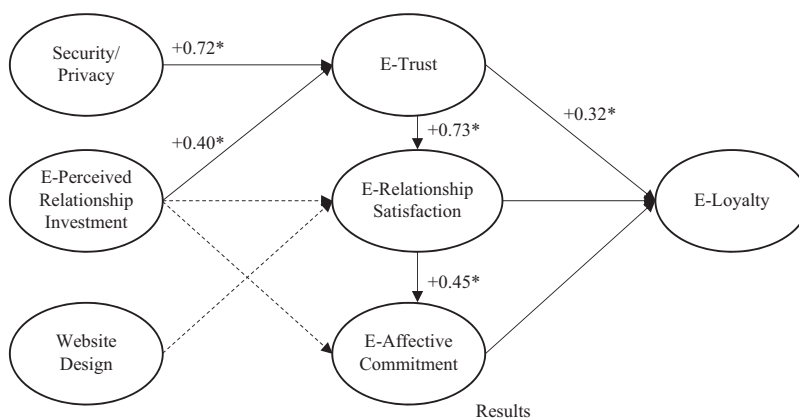 Security/
Privacy
+0.72*
E-Trust
+0.40*
+0.73*
+0.32*
E-Perceived
Relationship
Investment
E-Relationship
Satisfaction
E-Loyalty
+0.45*
Website
Design
E-Affective
Commitment
Results